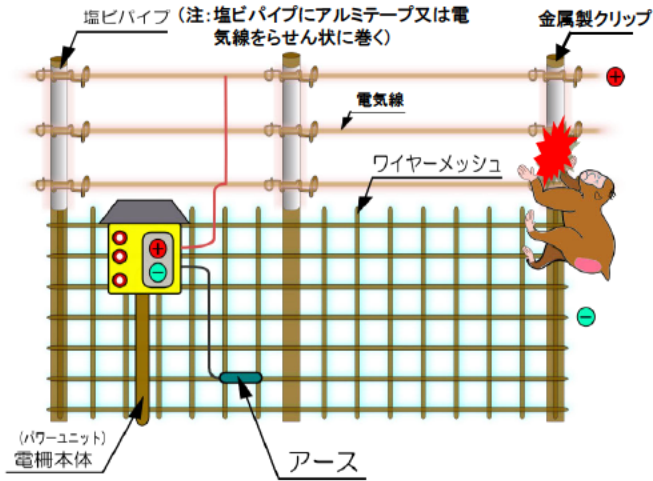 塩ビパイプ (注:塩ビパイプにアルミテープ又は電
気線をらせん状に巻く)
金属製クリップ
+
電気線
ワイヤーメッシュ
+
−
−
(パワーユニット)
電柵本体
アース